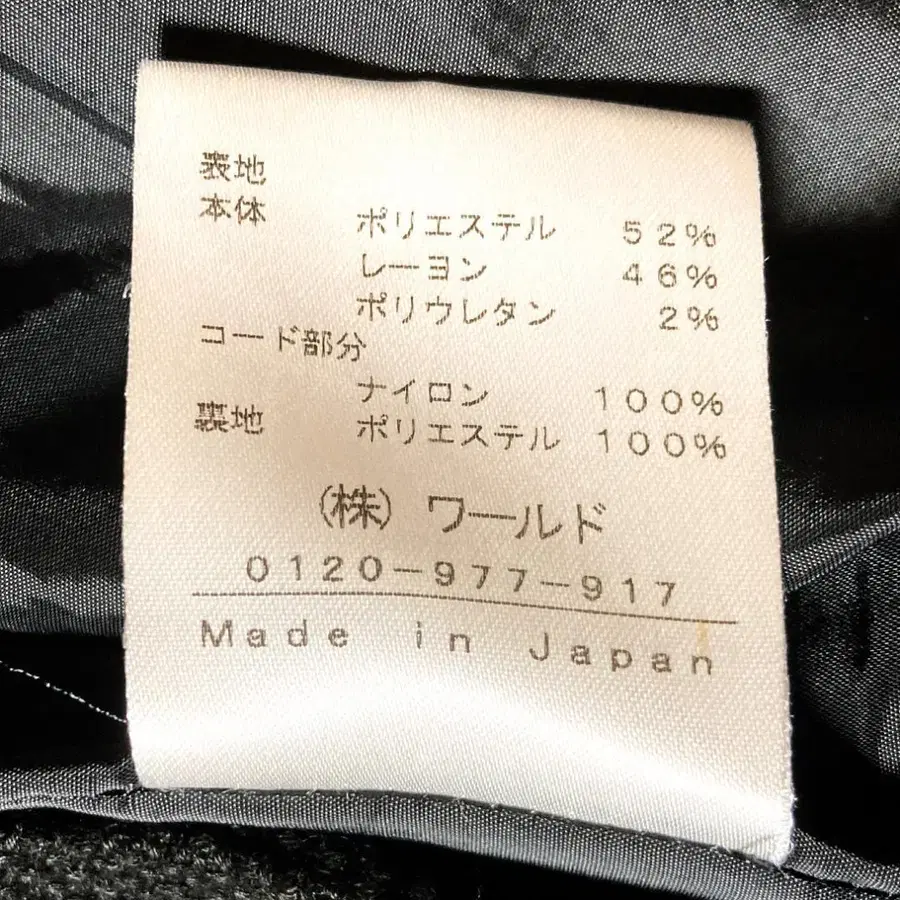 表地
本体
ポリエステル 52%
レーヨン 46%
ポリウレタン 2%
コード部分
ナイロン 100%
裏地 ポリエステル 100%
(株) ワールド
0120-977-917
Made in Japan